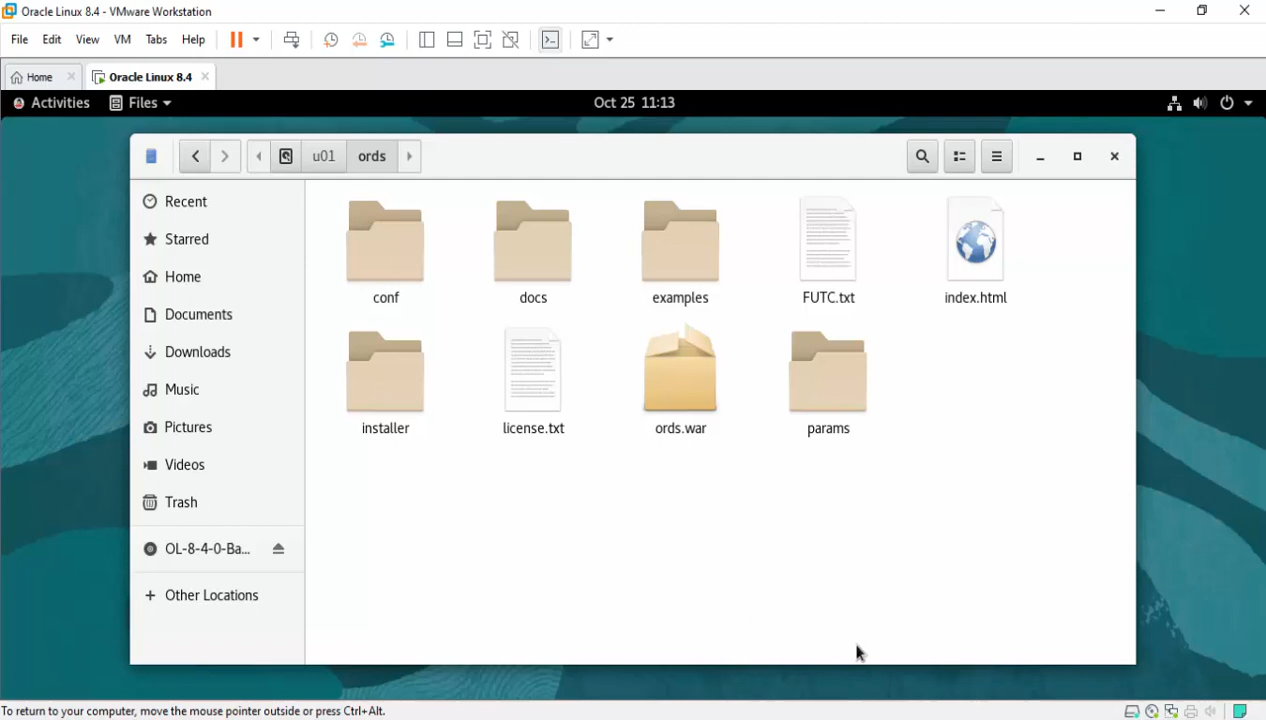 Oracle Linux 8.4 - VMware Workstation
File Edit View VM Tabs Help
Home Oracle Linux 8.4
Activities Files Oct 25 11:13
u01 ords
Recent
Starred
Home
Documents
Downloads
Music
Pictures
Videos
Trash
OL-8-4-0-Ba...
Other Locations
conf docs examples FUTC.txt index.html
installer license.txt ords.war params
To return to your computer, move the mouse pointer outside or press Ctrl+Alt.